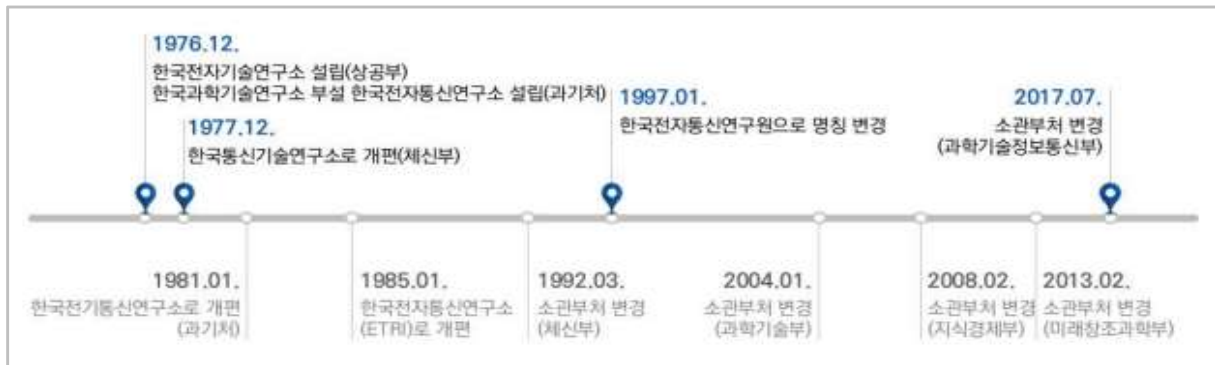 1976.12.
한국전자기술연구소 설립(상공부)
한국과학기술연구소 부설 한국전자통신연구소 설립(과기처)
1977.12.
한국통신기술연구소로 개편(체신부)
1997.01.
한국전자통신연구원으로 명칭 변경
2017.07.
소관부처 변경
(과학기술정보통신부)
1981.01.
한국전기통신연구소로 개편
(과기처)
1985.01.
한국전자통신연구소
(ETRI)로 개편
1992.03.
소관부처 변경
(체신부)
2004.01.
소관부처 변경
(과학기술부)
2008.02.
소관부처 변경
(지식경제부)
2013.02.
소관부처 변경
(미래창조과학부)